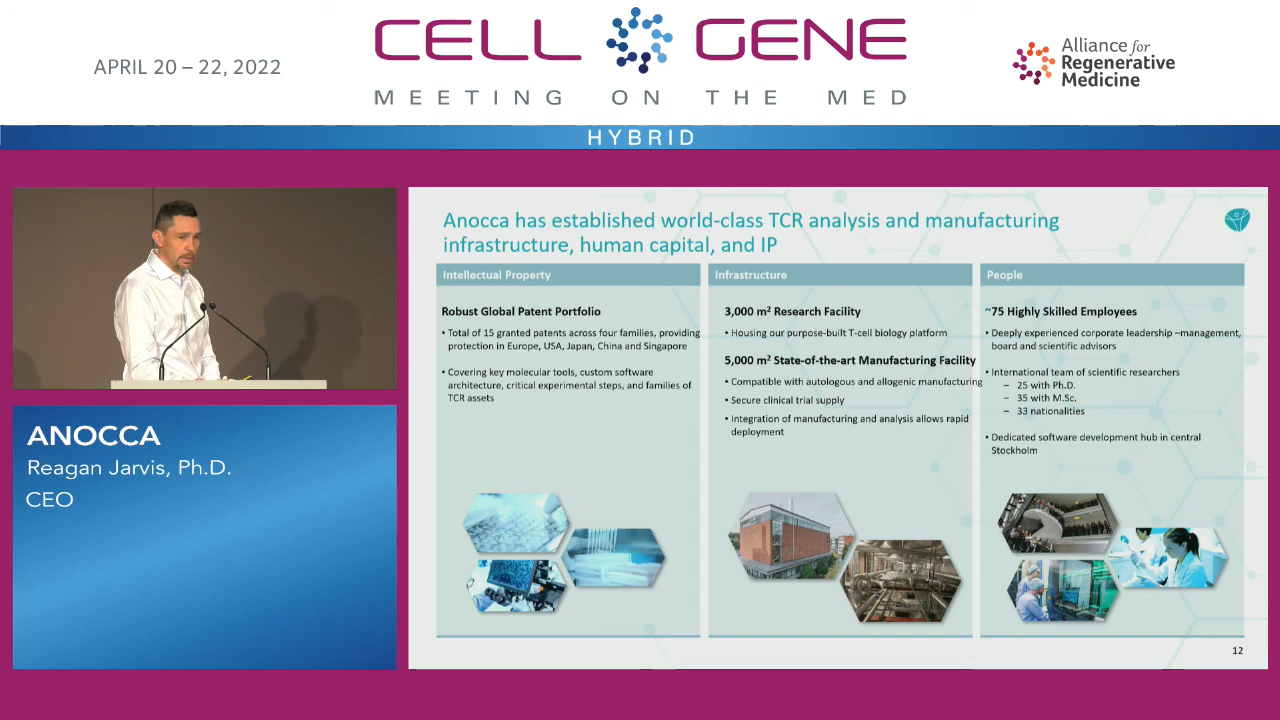 APRIL 20 – 22, 2022
CELL GENE
MEETING ON THE MED
Alliance for
Regenerative
Medicine
HYBRID
ANOCCA
Reagan Jarvis, Ph.D.
CEO
Anocca has established world-class TCR analysis and manufacturing
infrastructure, human capital, and IP
Intellectual Property
Robust Global Patent Portfolio
• Total of 15 granted patents across four families, providing
protection in Europe, USA, Japan, China and Singapore
• Covering key molecular tools, custom software
architecture, critical experimental steps, and families of
TCR assets
Infrastructure
3,000 m² Research Facility
• Housing our purpose-built T-cell biology platform
5,000 m² State-of-the-art Manufacturing Facility
• Compatible with autologous and allogenic manufacturing
• Secure clinical trial supply
• Integration of manufacturing and analysis allows rapid
deployment
People
~75 Highly Skilled Employees
• Deeply experienced corporate leadership –management,
board and scientific advisors
• International team of scientific researchers
– 25 with Ph.D.
– 35 with M.Sc.
– 33 nationalities
• Dedicated software development hub in central
Stockholm
12